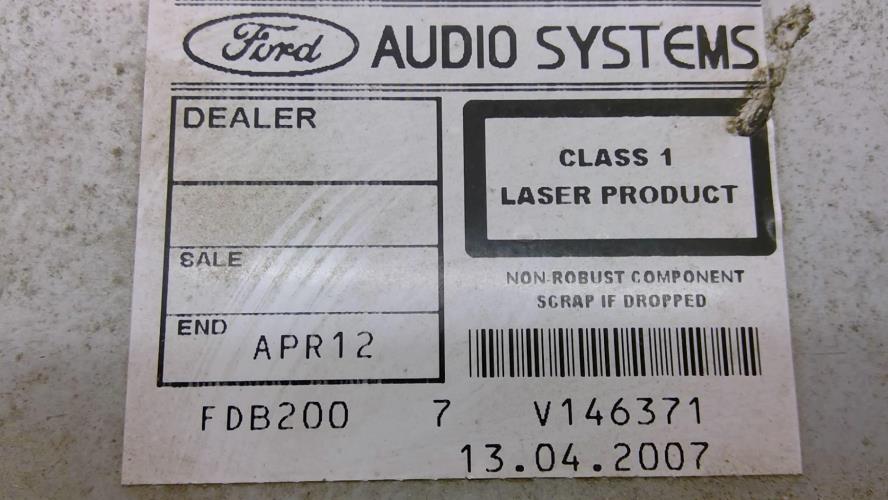 Ford AUDIO SYSTEMS
DEALER
CLASS 1
LASER PRODUCT
SALE
NON-ROBUST COMPONENT
SCRAP IF DROPPED
END
APR12
FDB200 7 V146371
13.04.2007